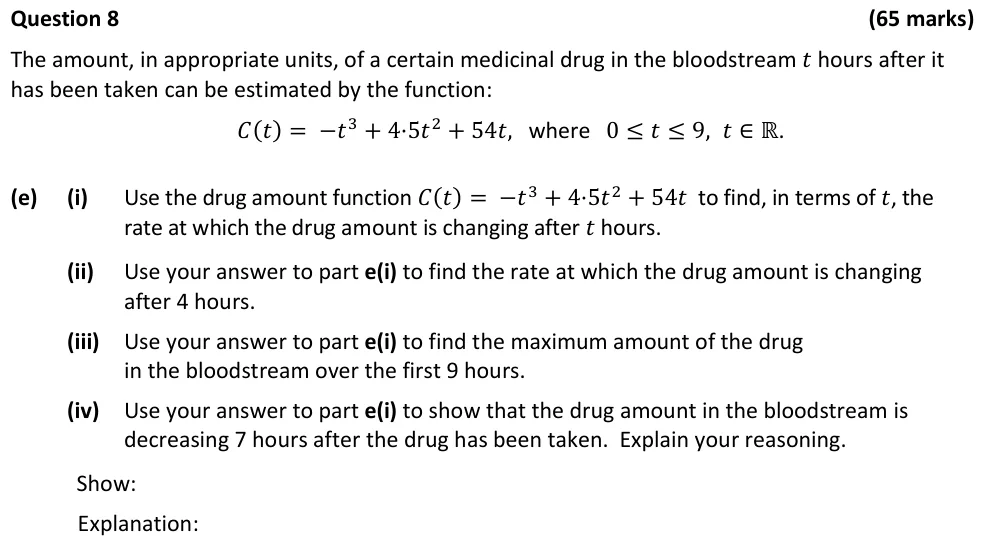 Question 8 (65 marks)
The amount, in appropriate units, of a certain medicinal drug in the bloodstream t hours after it
has been taken can be estimated by the function:
C(t) = −t³ + 4·5t² + 54t, where 0 ≤ t ≤ 9, t ∈ ℝ.
(e) (i) Use the drug amount function C(t) = −t³ + 4·5t² + 54t to find, in terms of t, the
rate at which the drug amount is changing after t hours.
(ii) Use your answer to part e(i) to find the rate at which the drug amount is changing
after 4 hours.
(iii) Use your answer to part e(i) to find the maximum amount of the drug
in the bloodstream over the first 9 hours.
(iv) Use your answer to part e(i) to show that the drug amount in the bloodstream is
decreasing 7 hours after the drug has been taken. Explain your reasoning.
Show:
Explanation: